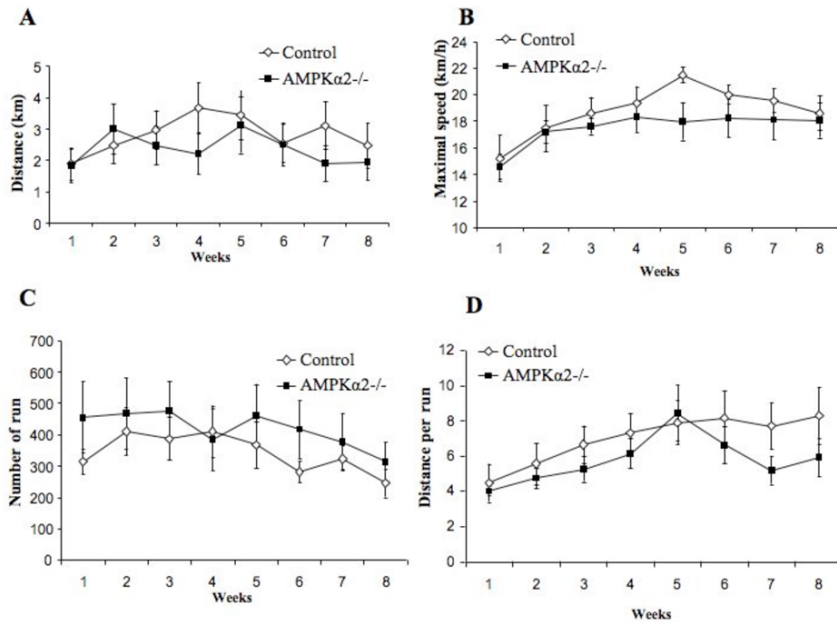 A
Control
AMPKα2-/-
Distance (km)
5
4
3
2
1
0
1 2 3 4 5 6 7 8
Weeks
B
Control
AMPKα2-/-
Maximal speed (km/h)
24
22
20
18
16
14
12
10
1 2 3 4 5 6 7 8
Weeks
C
Control
AMPKα2-/-
Number of run
700
600
500
400
300
200
100
0
1 2 3 4 5 6 7 8
Weeks
D
Control
AMPKα2-/-
Distance per run
12
10
8
6
4
2
0
1 2 3 4 5 6 7 8
Weeks